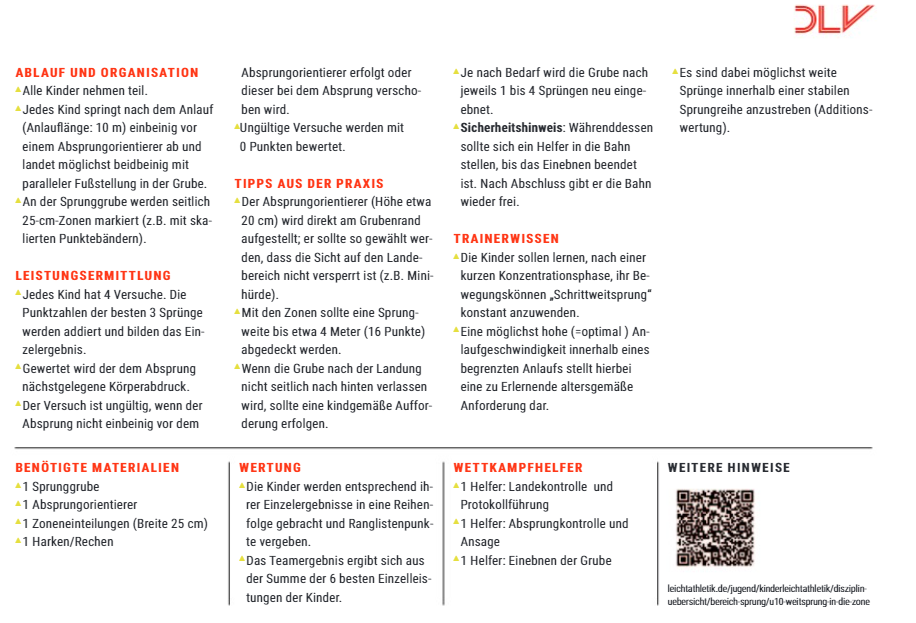 DLV
ABLAUF UND ORGANISATION
Alle Kinder nehmen teil.
Jedes Kind springt nach dem Anlauf
(Anlauflänge: 10 m) einbeinig vor
einem Absprungorientierer ab und
landet möglichst beidbeinig mit
paralleler Fußstellung in der Grube.
An der Sprunggrube werden seitlich
25-cm-Zonen markiert (z.B. mit ska-
lierten Punktebändern).
LEISTUNGSERMITTLUNG
Jedes Kind hat 4 Versuche. Die
Punktzahlen der besten 3 Sprünge
werden addiert und bilden das Ein-
zelergebnis.
Gewertet wird der dem Absprung
nächstgelegene Körperabdruck.
Der Versuch ist ungültig, wenn der
Absprung nicht einbeinig vor dem
Absprungorientierer erfolgt oder
dieser bei dem Absprung verscho-
ben wird.
Ungültige Versuche werden mit
0 Punkten bewertet.
TIPPS AUS DER PRAXIS
Der Absprungorientierer (Höhe etwa
20 cm) wird direkt am Grubenrand
aufgestellt; er sollte so gewählt wer-
den, dass die Sicht auf den Lande-
bereich nicht versperrt ist (z.B. Mini-
hürde).
Mit den Zonen sollte eine Sprung-
weite bis etwa 4 Meter (16 Punkte)
abgedeckt werden.
Wenn die Grube nach der Landung
nicht seitlich nach hinten verlassen
wird, sollte eine kindgemäße Auffor-
derung erfolgen.
Je nach Bedarf wird die Grube nach
jeweils 1 bis 4 Sprüngen neu einge-
ebnet.
Sicherheitshinweis: Währenddessen
sollte sich ein Helfer in die Bahn
stellen, bis das Einebnen beendet
ist. Nach Abschluss gibt er die Bahn
wieder frei.
TRAINERWISSEN
Die Kinder sollen lernen, nach einer
kurzen Konzentrationsphase, ihr Be-
wegungskönnen „Schrittweitsprung“
konstant anzuwenden.
Eine möglichst hohe (=optimal ) An-
laufgeschwindigkeit innerhalb eines
begrenzten Anlaufs stellt hierbei
eine zu Erlernende altersgemäße
Anforderung dar.
Es sind dabei möglichst weite
Sprünge innerhalb einer stabilen
Sprungreihe anzustreben (Additions-
wertung).
BENÖTIGTE MATERIALIEN
1 Sprunggrube
1 Absprungorientierer
1 Zoneneinteilungen (Breite 25 cm)
1 Harken/Rechen
WERTUNG
Die Kinder werden entsprechend ih-
rer Einzelergebnisse in eine Reihen-
folge gebracht und Ranglistenpunk-
te vergeben.
Das Teamergebnis ergibt sich aus
der Summe der 6 besten Einzelleis-
tungen der Kinder.
WETTKAMPFHELFER
1 Helfer: Landekontrolle und
Protokollführung
1 Helfer: Absprungkontrolle und
Ansage
1 Helfer: Einebnen der Grube
WEITERE HINWEISE
leichtathletik.de/jugend/kinderleichtathletik/disziplin-
uebersicht/bereich-sprung/u10-weitsprung-in-die-zone